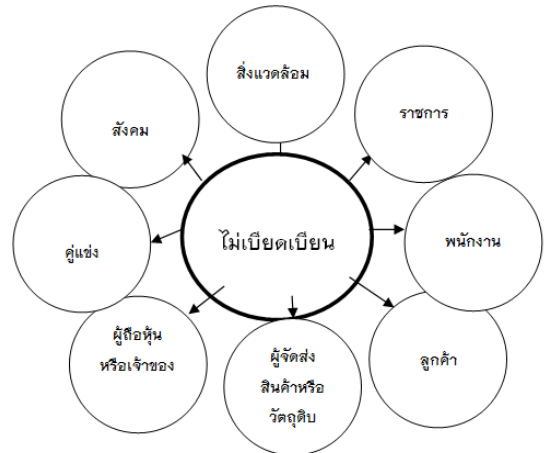 สิ่งแวดล้อม
ราชการ
สังคม
ไม่เบียดเบียน
พนักงาน
คู่แข่ง
ผู้ถือหุ้น
หรือเจ้าของ
ผู้จัดส่ง
สินค้าหรือ
วัตถุดิบ
ลูกค้า